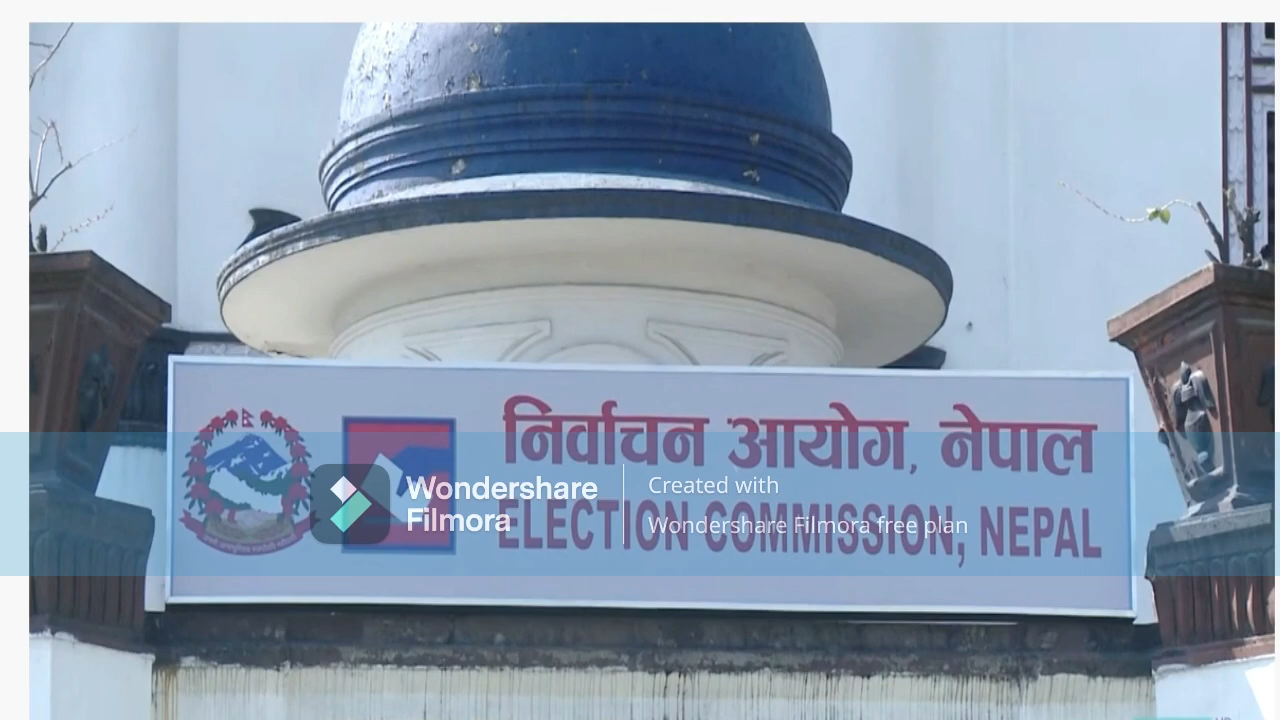 निर्वाचन आयोग, नेपाल
ELECTION COMMISSION, NEPAL
Wondershare
Filmora
Created with
Wondershare Filmora free plan